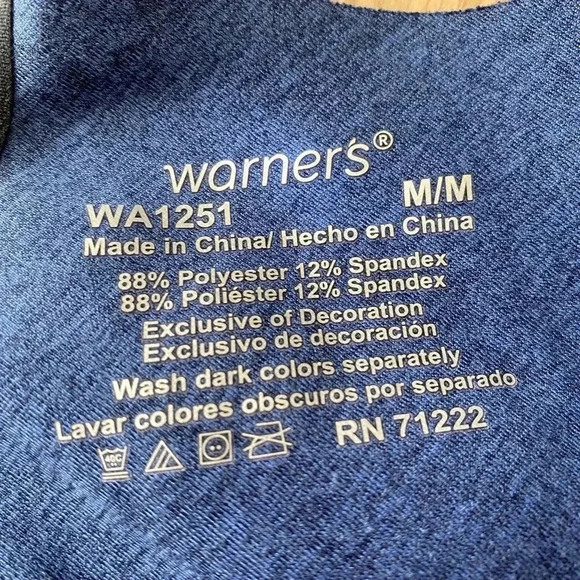 warner's®
WA1251 M/M
Made in China/ Hecho en China
88% Polyester 12% Spandex
88% Poliéster 12% Spandex
Exclusive of Decoration
Exclusivo de decoración
Wash dark colors separately
Lavar colores obscuros por separado
40C RN 71222